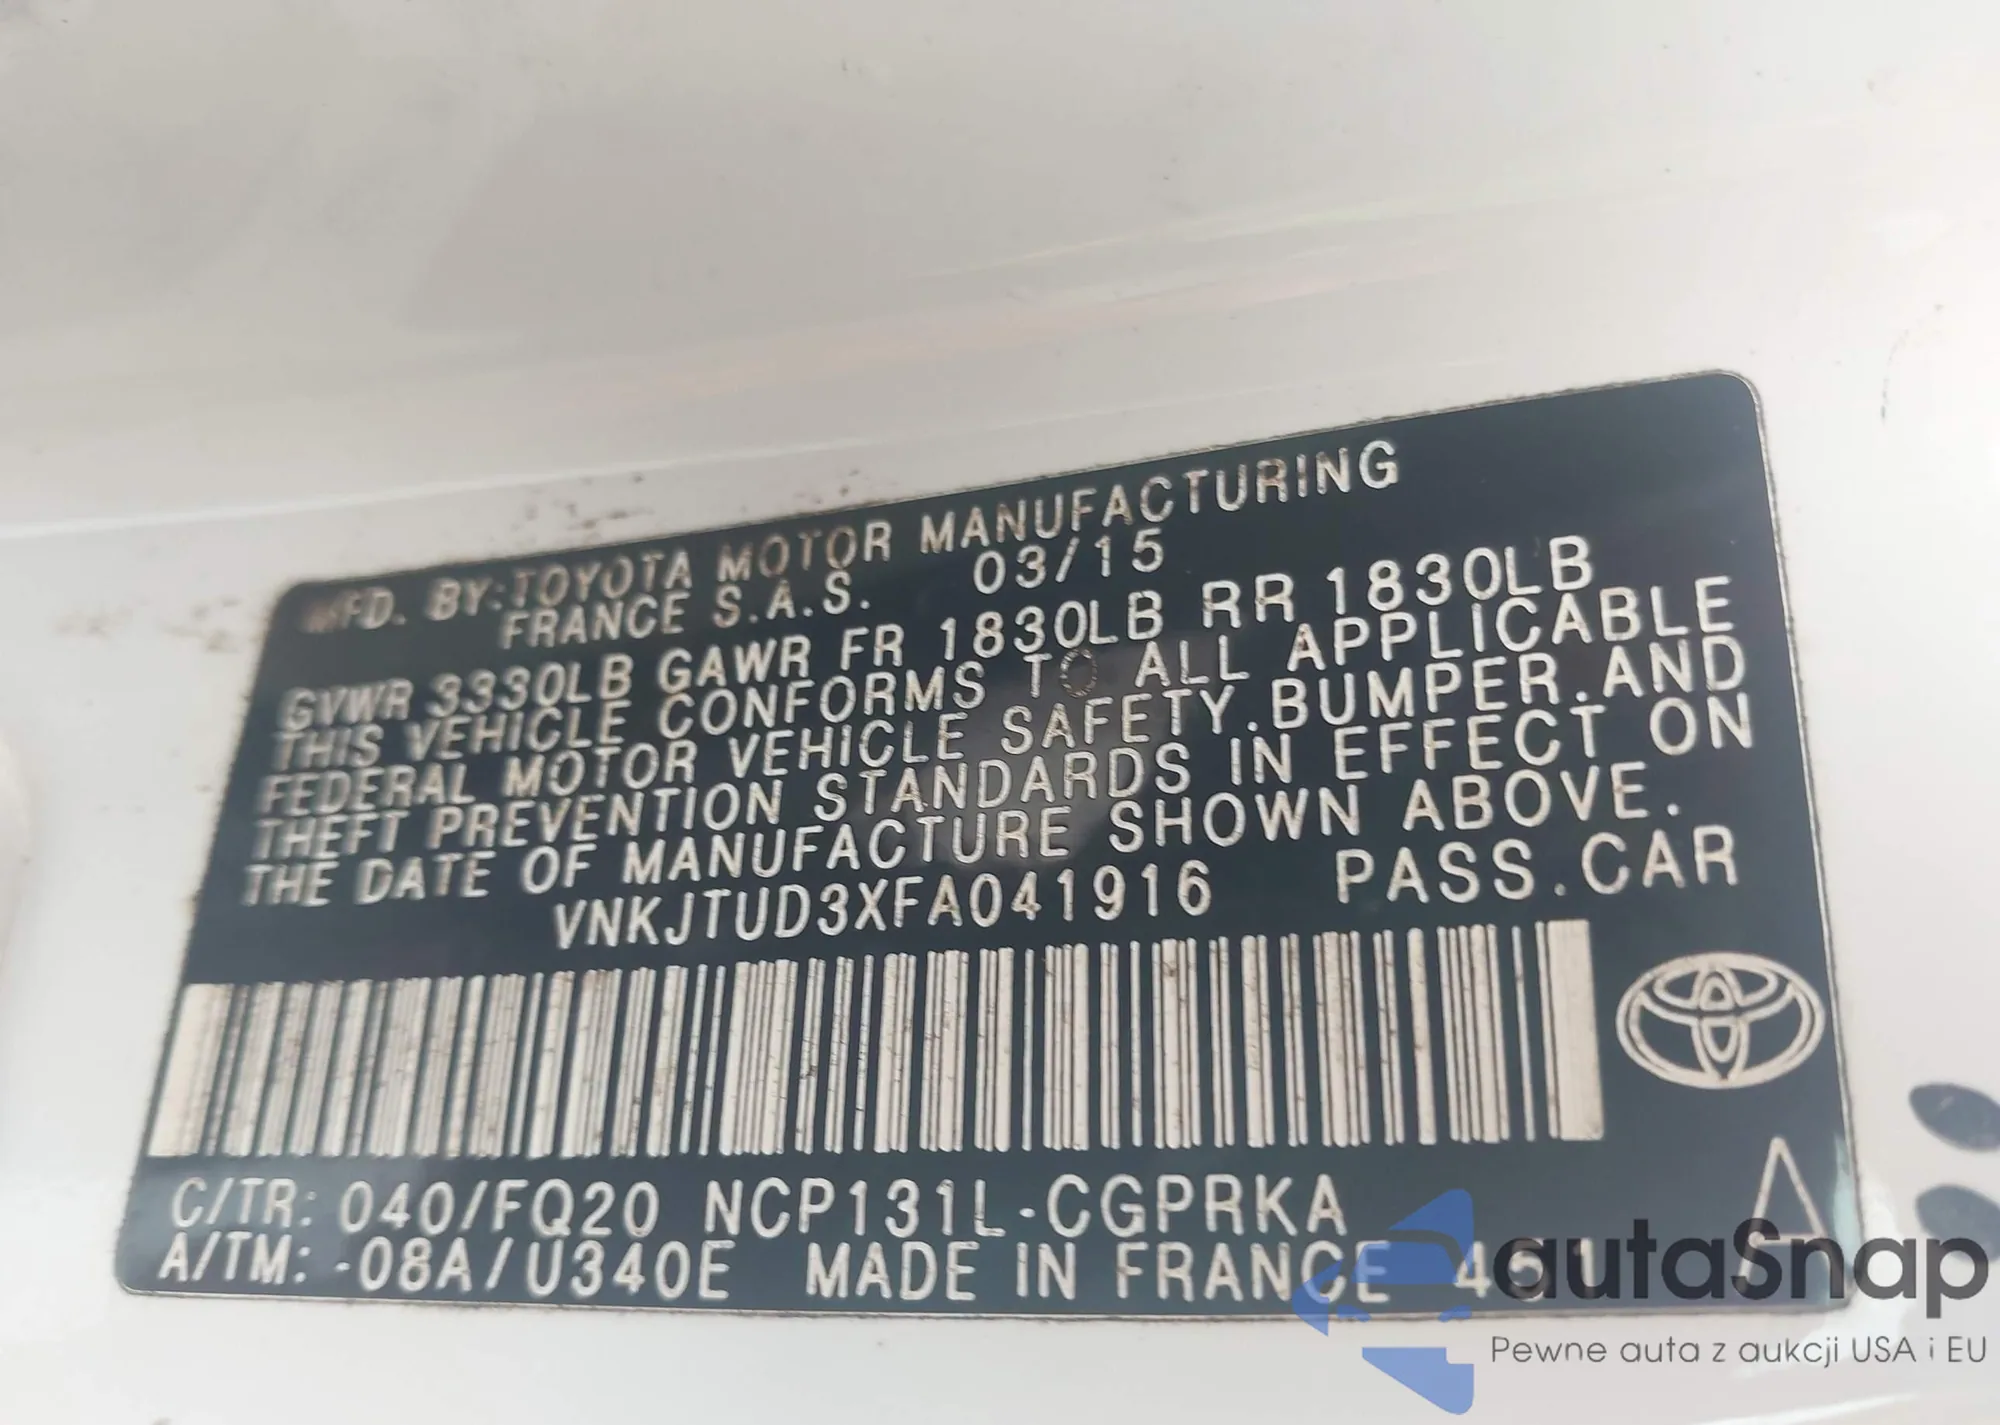 MFD. BY:TOYOTA MOTOR MANUFACTURING
FRANCE S.A.S. 03/15
GVWR 3330LB GAWR FR 1830LB RR 1830LB
THIS VEHICLE CONFORMS TO ALL APPLICABLE
FEDERAL MOTOR VEHICLE SAFETY.BUMPER.AND
THEFT PREVENTION STANDARDS IN EFFECT ON
THE DATE OF MANUFACTURE SHOWN ABOVE.
VNKJTUD3XFA041916 PASS.CAR
C/TR: 040/FQ20 NCP131L-CGPRKA
A/TM: -08A/U340E MADE IN FRANCE 451
A
autaSnap
Pewne auta z aukcji USA i EU